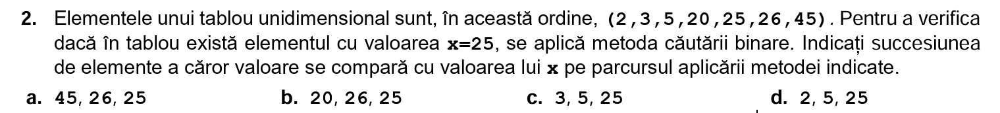 2. Elementele unui tablou unidimensional sunt, în această ordine, (2,3,5,20,25,26,45). Pentru a verifica
dacă în tablou există elementul cu valoarea x=25, se aplică metoda căutării binare. Indicați succesiunea
de elemente a căror valoare se compară cu valoarea lui x pe parcursul aplicării metodei indicate.
a. 45, 26, 25 b. 20, 26, 25 c. 3, 5, 25 d. 2, 5, 25